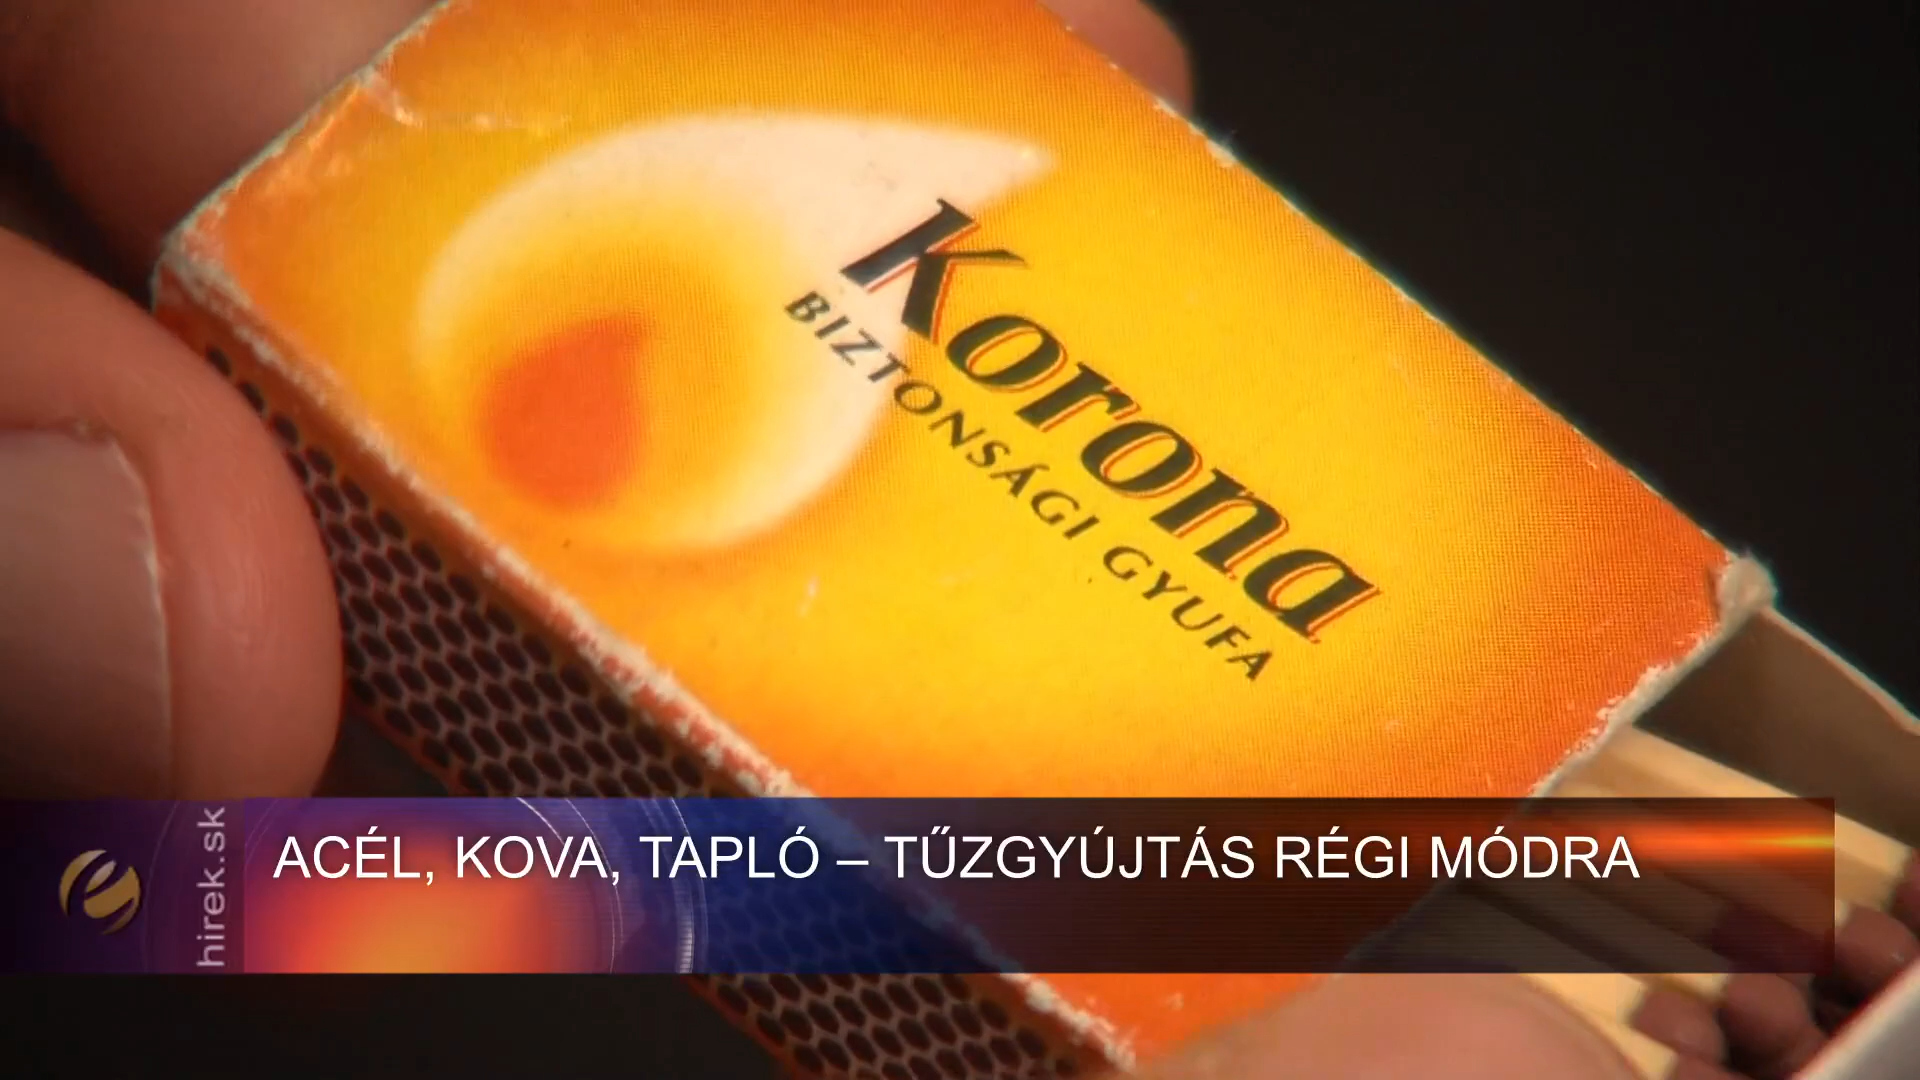 Korona
BIZTONSÁGI GYUFA
hirek.sk
ACÉL, KOVA, TAPLÓ – TŰZGYÚJTÁS RÉGI MÓDRA